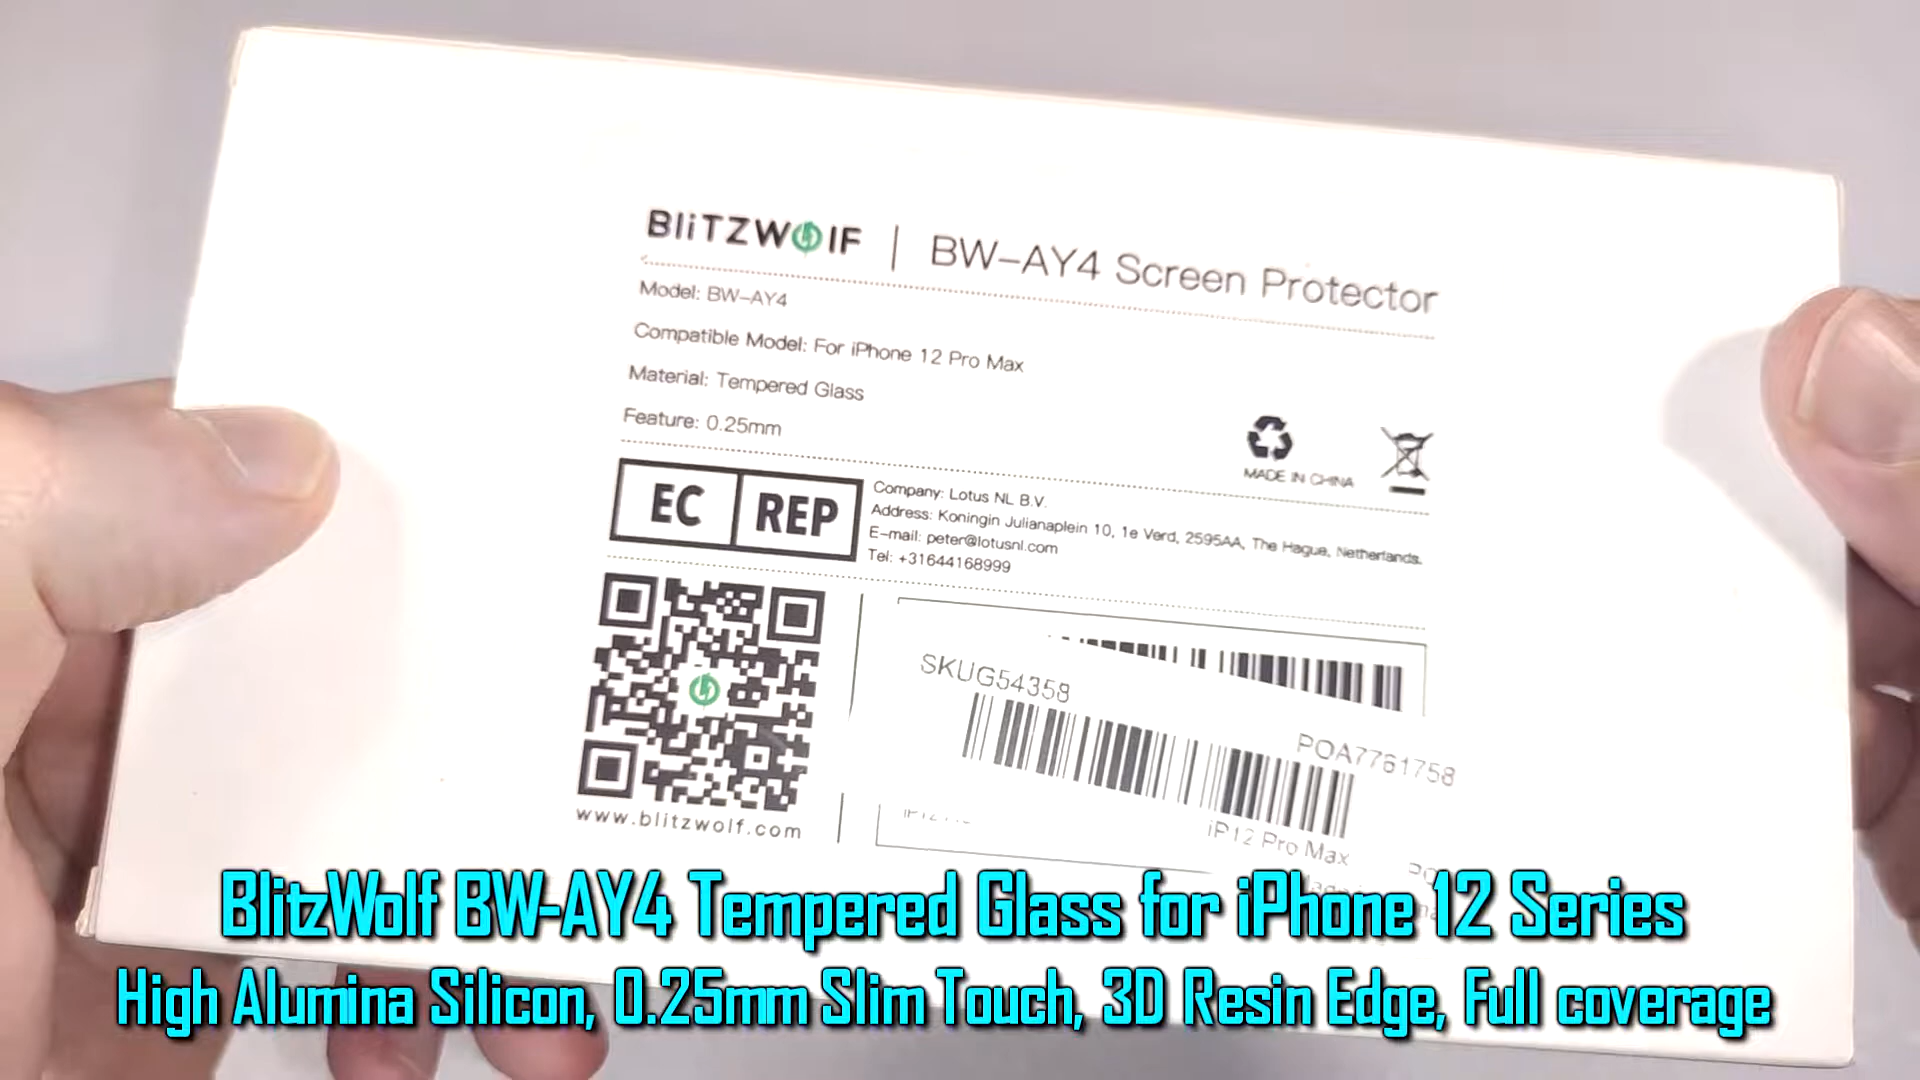 BLiTZWOLF | BW-AY4 Screen Protector
Model: BW-AY4
Compatible Model: For iPhone 12 Pro Max
Material: Tempered Glass
Feature: 0.25mm
MADE IN CHINA
EC REP
Company: Lotus NL B.V.
Address: Koningin Julianaplein 10, 1e Verd, 2595AA, The Hague, Netherlands.
E-mail: peter@lotusnl.com
Tel: +31644168999
SKUG54358
POA7761758
iP12 Pro Max
www.blitzwolf.com
BlitzWolf BW-AY4 Tempered Glass for iPhone 12 Series
High Alumina Silicon, 0.25mm Slim Touch, 3D Resin Edge, Full coverage